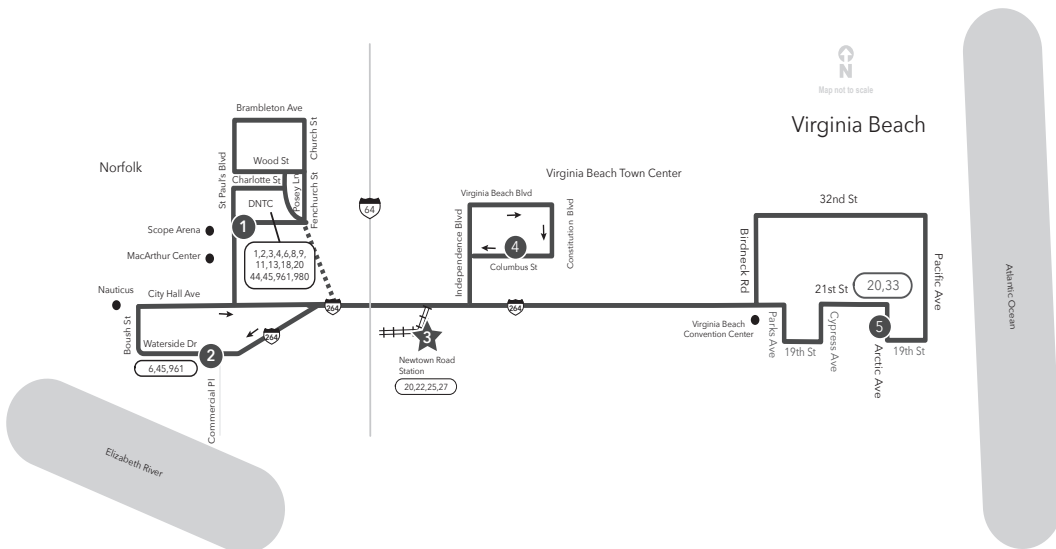 N
Map not to scale
Virginia Beach
Norfolk
Brambleton Ave
Church St
Wood St
St Paul's Blvd
Charlotte St
Posey Ln
Fenchurch St
DNTC
1
Scope Arena
MacArthur Center
1,2,3,4,6,8,9,
11,13,18,20
44,45,961,980
Nauticus
City Hall Ave
Boush St
Waterside Dr
2
6,45,961
Commercial Pl
Elizabeth River
264
264
64
3
Newtown Road
Station
20,22,25,27
Virginia Beach Town Center
Virginia Beach Blvd
Independence Blvd
Constitution Blvd
4
Columbus St
264
32nd St
Birdneck Rd
Pacific Ave
21st St
20,33
Virginia Beach
Convention Center
Parks Ave
19th St
Cypress Ave
5
Arctic Ave
19th St
Atlantic Ocean